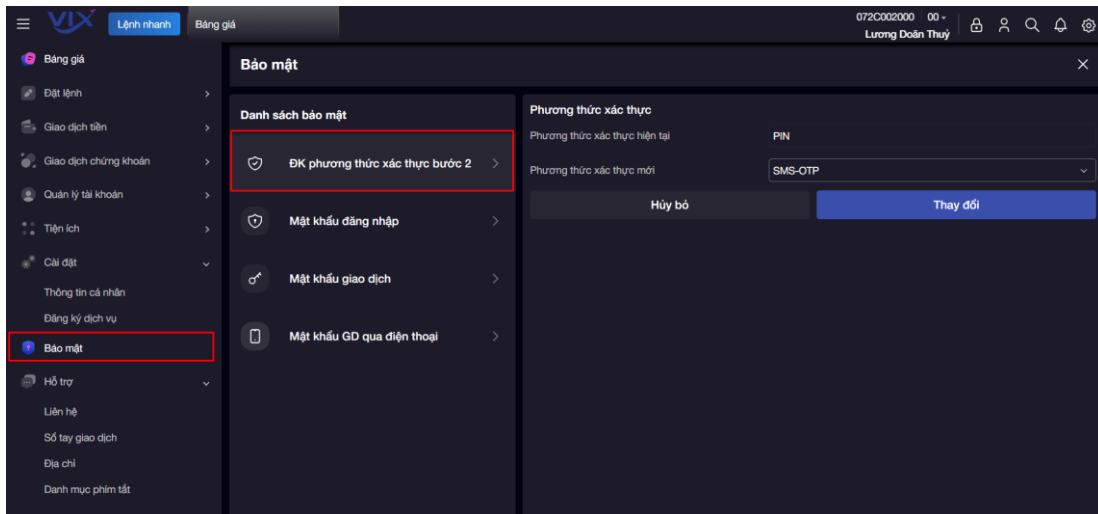 VIX
Lệnh nhanh
Bảng giá
072C002000
00
Lương Doãn Thuỷ
Bảng giá
Đặt lệnh
Giao dịch tiền
Giao dịch chứng khoán
Quản lý tài khoản
Tiện ích
Cài đặt
Thông tin cá nhân
Đăng ký dịch vụ
Bảo mật
Hỗ trợ
Liên hệ
Sổ tay giao dịch
Địa chỉ
Danh mục phím tắt
Bảo mật
Danh sách bảo mật
ĐK phương thức xác thực bước 2
Mật khẩu đăng nhập
Mật khẩu giao dịch
Mật khẩu GD qua điện thoại
Phương thức xác thực
Phương thức xác thực hiện tại
PIN
Phương thức xác thực mới
SMS-OTP
Hủy bỏ
Thay đổi